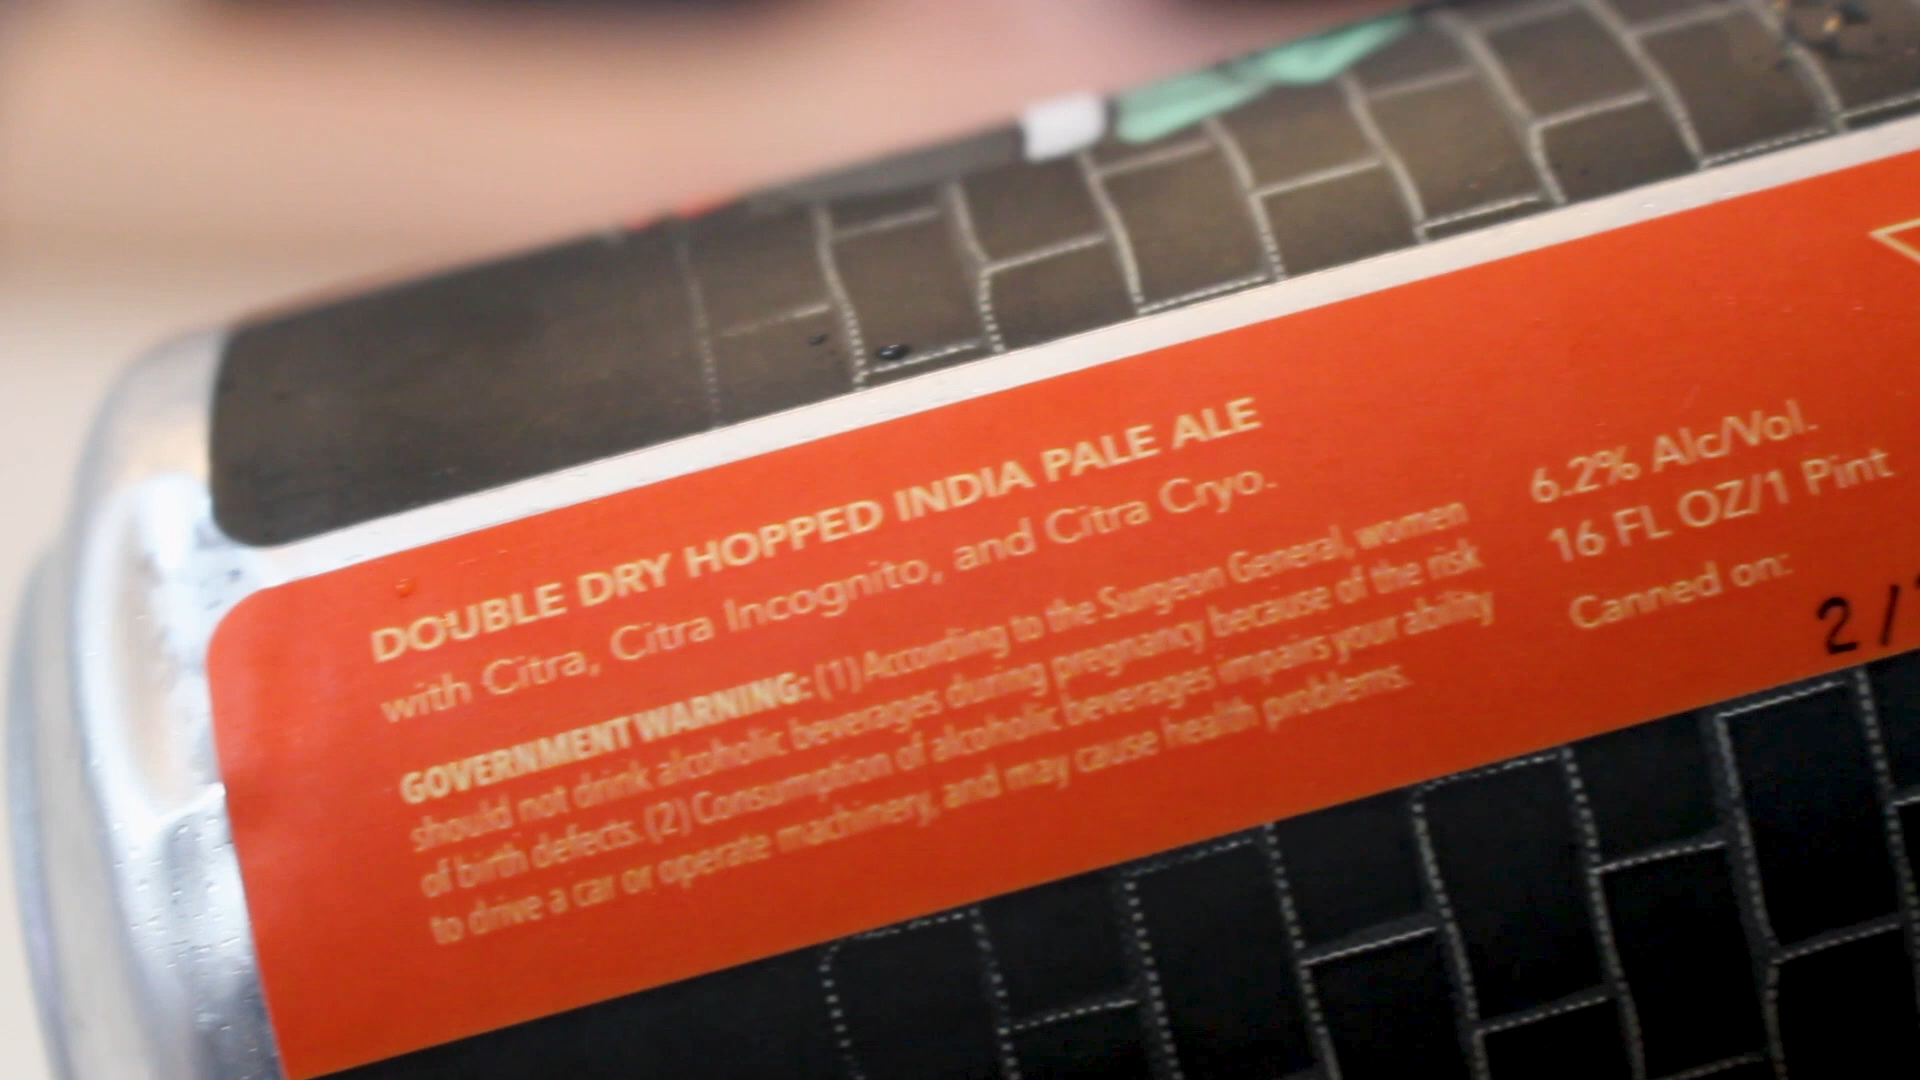 DOUBLE DRY HOPPED INDIA PALE ALE
with Citra, Citra Incognito, and Citra Cryo.
GOVERNMENT WARNING: (1) According to the Surgeon General, women
should not drink alcoholic beverages during pregnancy because of the risk
of birth defects. (2) Consumption of alcoholic beverages impairs your ability
to drive a car or operate machinery, and may cause health problems.
6.2% Alc/Vol.
16 FL OZ/1 Pint
Canned on:
2/